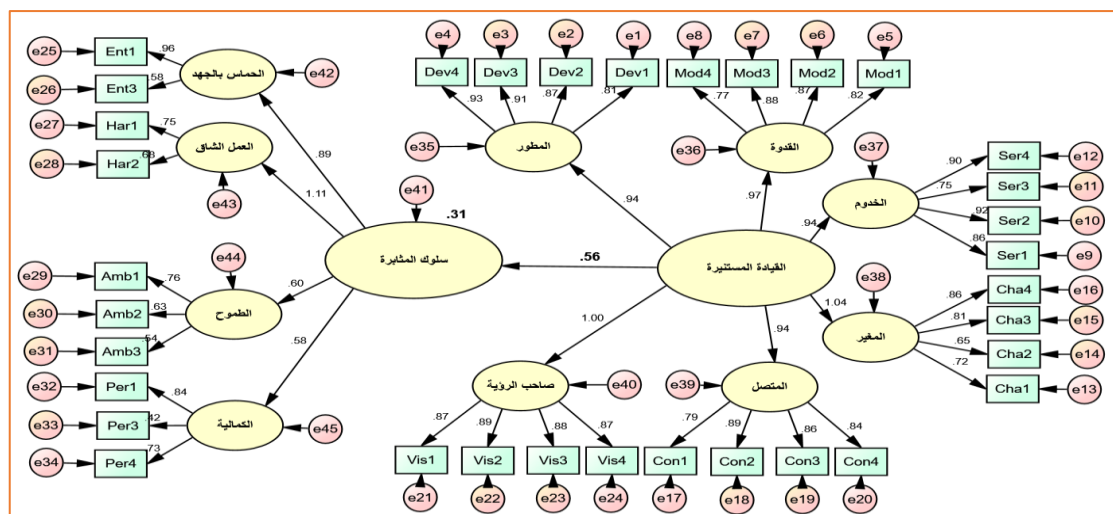 e4
e3
e2
e1
e8
e7
e6
e5
Dev4
Dev3
Dev2
Dev1
Mod4
Mod3
Mod2
Mod1
.93
.91
.87
.81
.77
.88
.87
.82
e25
Ent1
.96
e26
Ent3
.58
الحماس بالجهد
e42
e27
Har1
.75
e28
Har2
.68
العمل الشاق
e43
.89
1.11
e35
المطور
e36
القدوة
e37
الخدوم
Ser4
e12
.90
Ser3
e11
.75
Ser2
e10
.92
Ser1
e9
.86
.94
.97
.94
e41
.31
سلوك المثابرة
.56
القيادة المستنيرة
e44
e29
Amb1
.76
e30
Amb2
.63
e31
Amb3
.54
الطموح
.60
.58
e38
المغير
1.04
Cha4
e16
.86
Cha3
e15
.81
Cha2
e14
.65
Cha1
e13
.72
1.00
.94
e32
Per1
.84
e33
Per3
.42
e34
Per4
.73
الكمالية
e45
صاحب الرؤية
e40
e39
المتصل
.87
.89
.88
.87
.79
.89
.86
.84
Vis1
Vis2
Vis3
Vis4
Con1
Con2
Con3
Con4
e21
e22
e23
e24
e17
e18
e19
e20